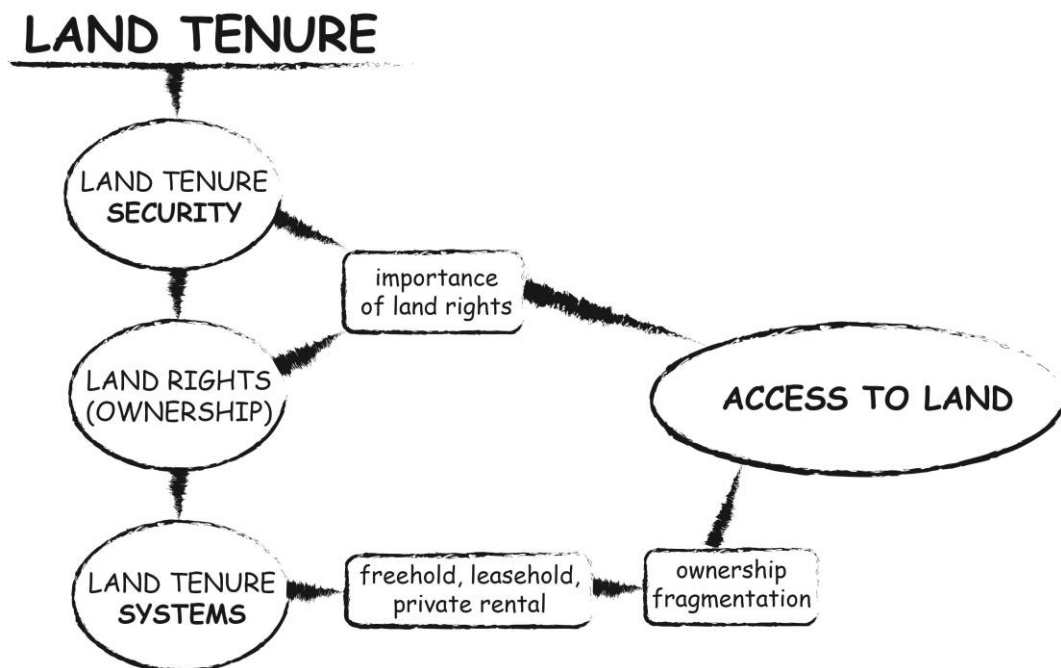 LAND TENURE
LAND TENURE
SECURITY
importance
of land rights
LAND RIGHTS
(OWNERSHIP)
ACCESS TO LAND
LAND TENURE
SYSTEMS
freehold, leasehold,
private rental
ownership
fragmentation